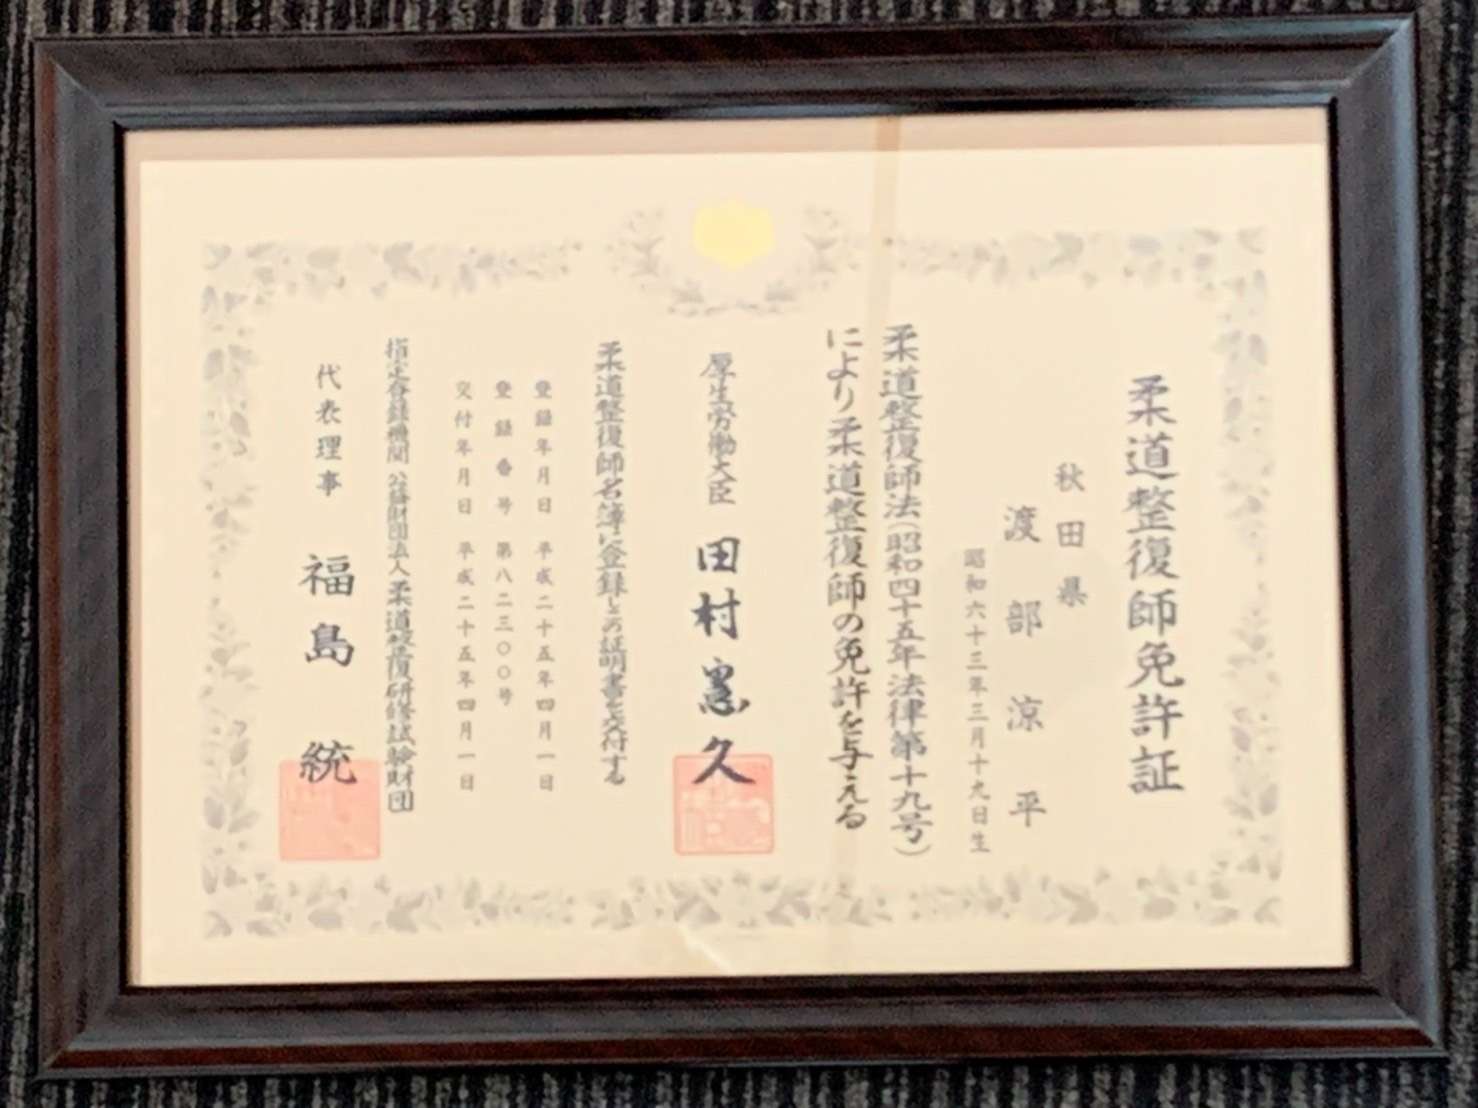 柔道整復師免許証
秋田県
渡部涼平
昭和六十三年三月十九日生
柔道整復師法(昭和四十五年法律第十九号)
により柔道整復師の免許を与える
厚生労働大臣 田村憲久
柔道整復師名簿に登録しこの証明書を交付する
登録年月日 平成二十五年四月一日
登録番号 第八二三〇〇号
交付年月日 平成二十五年四月一日
指定登録機関 公益財団法人柔道整復研修試験財団
代表理事 福島統